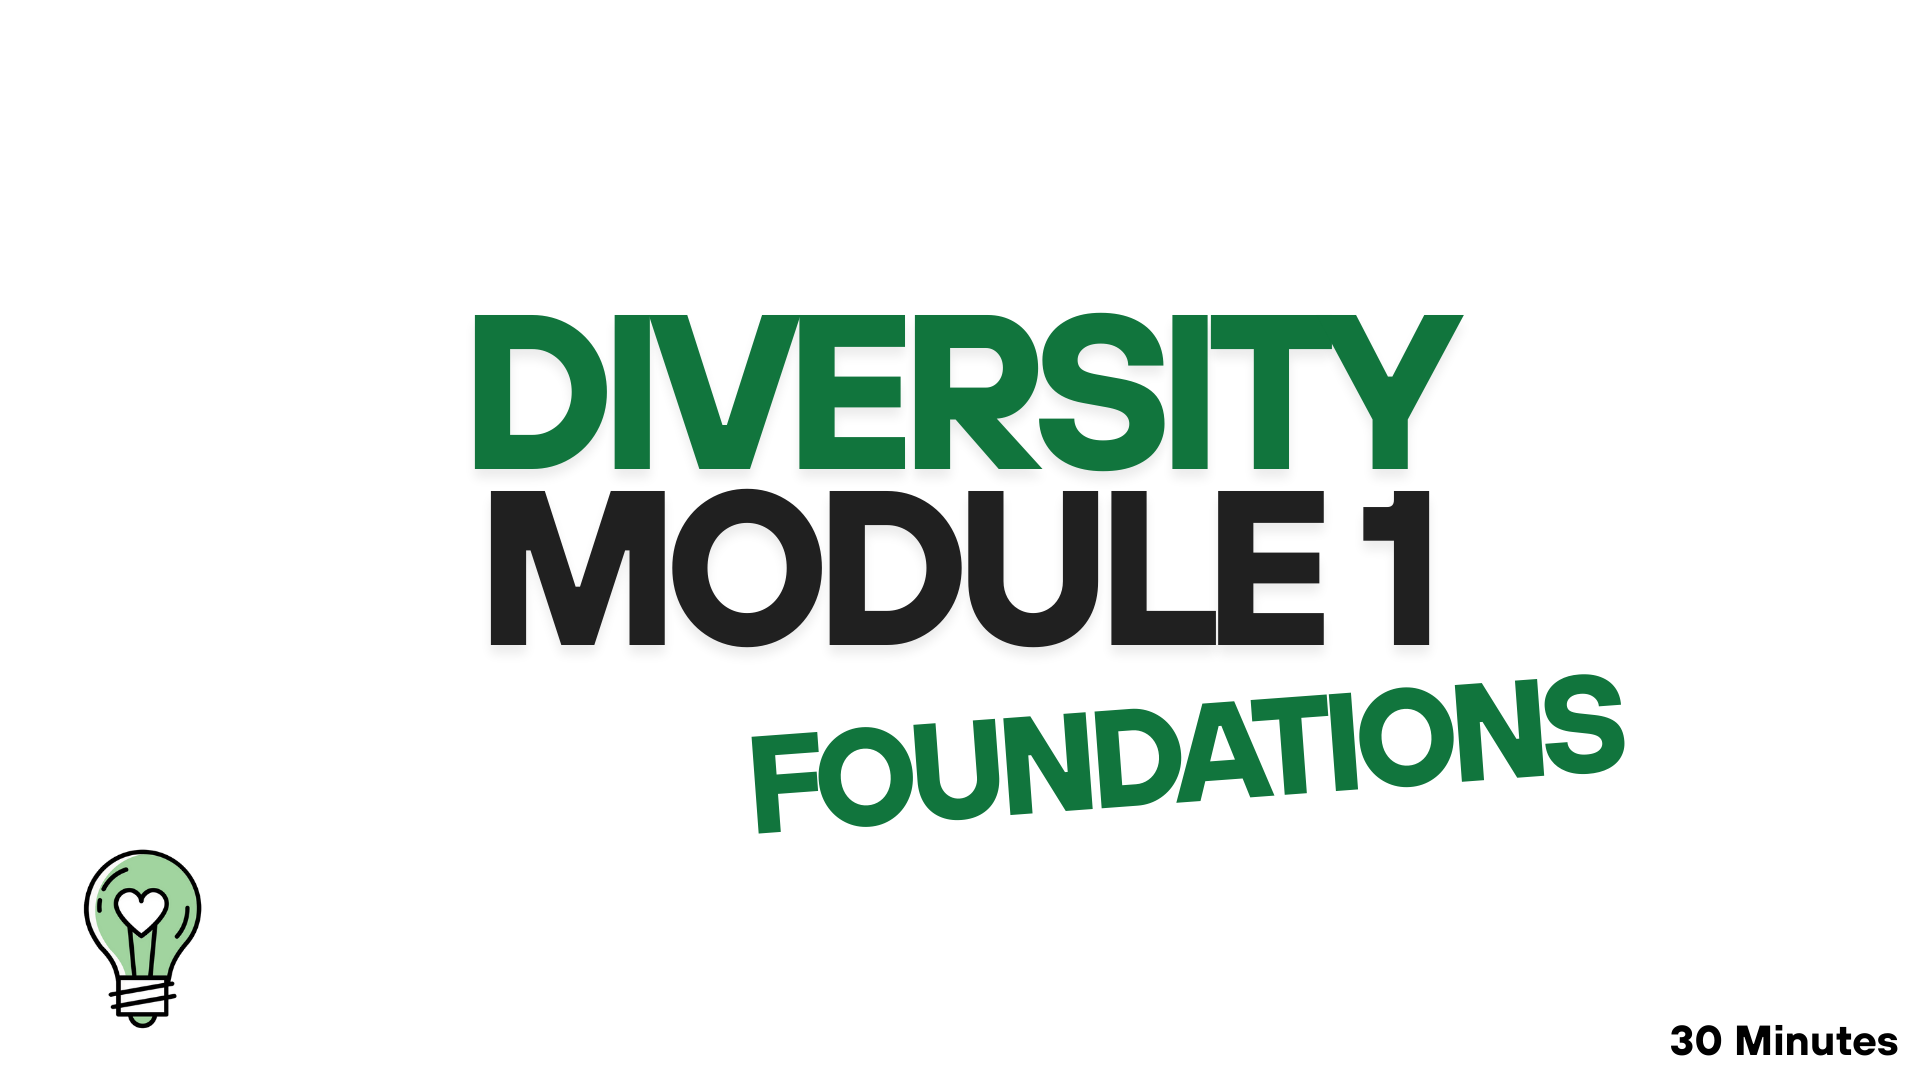 DIVERSITY
MODULE 1
FOUNDATIONS
30 Minutes